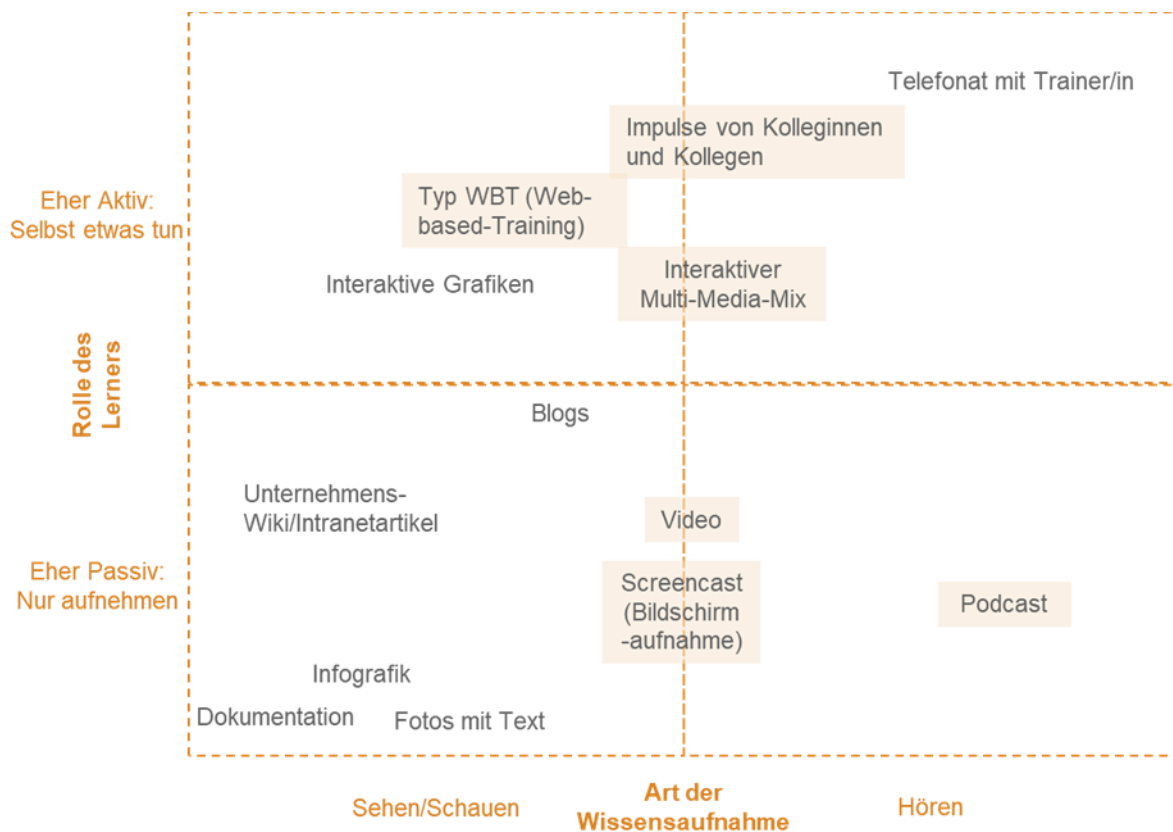 Telefonat mit Trainer/in
Impulse von Kolleginnen
und Kollegen
Eher Aktiv:
Selbst etwas tun
Typ WBT (Web-
based-Training)
Interaktive Grafiken
Interaktiver
Multi-Media-Mix
Rolle des
Lerners
Blogs
Unternehmens-
Wiki/Intranetartikel
Video
Eher Passiv:
Nur aufnehmen
Screencast
(Bildschirm
-aufnahme)
Podcast
Infografik
Dokumentation
Fotos mit Text
Sehen/Schauen
Art der
Wissensaufnahme
Hören